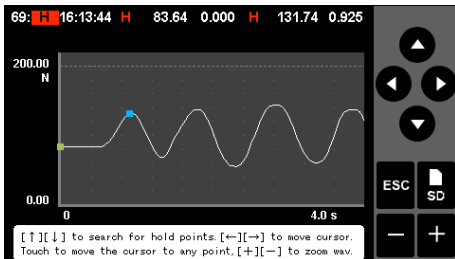 69: H 16:13:44 H 83.64 0.000 H 131.74 0.925
200.00
N
0.00
0 4.0 s
[↑][↓] to search for hold points. [←][→] to move cursor.
Touch to move the cursor to any point, [+][−] to zoom wav.
ESC
SD
− +